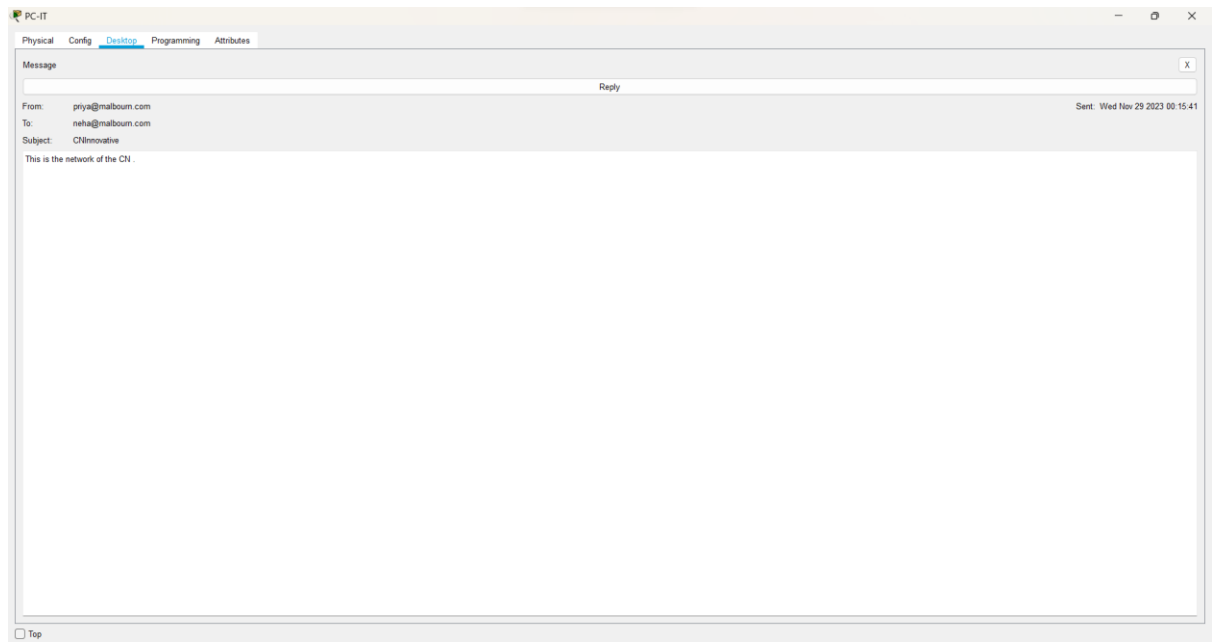 PC-IT
Physical Config Desktop Programming Attributes
Message
X
Reply
From: priya@malbourn.com
Sent: Wed Nov 29 2023 00:15:41
To: neha@malbourn.com
Subject: CNInnovative
This is the network of the CN .
Top